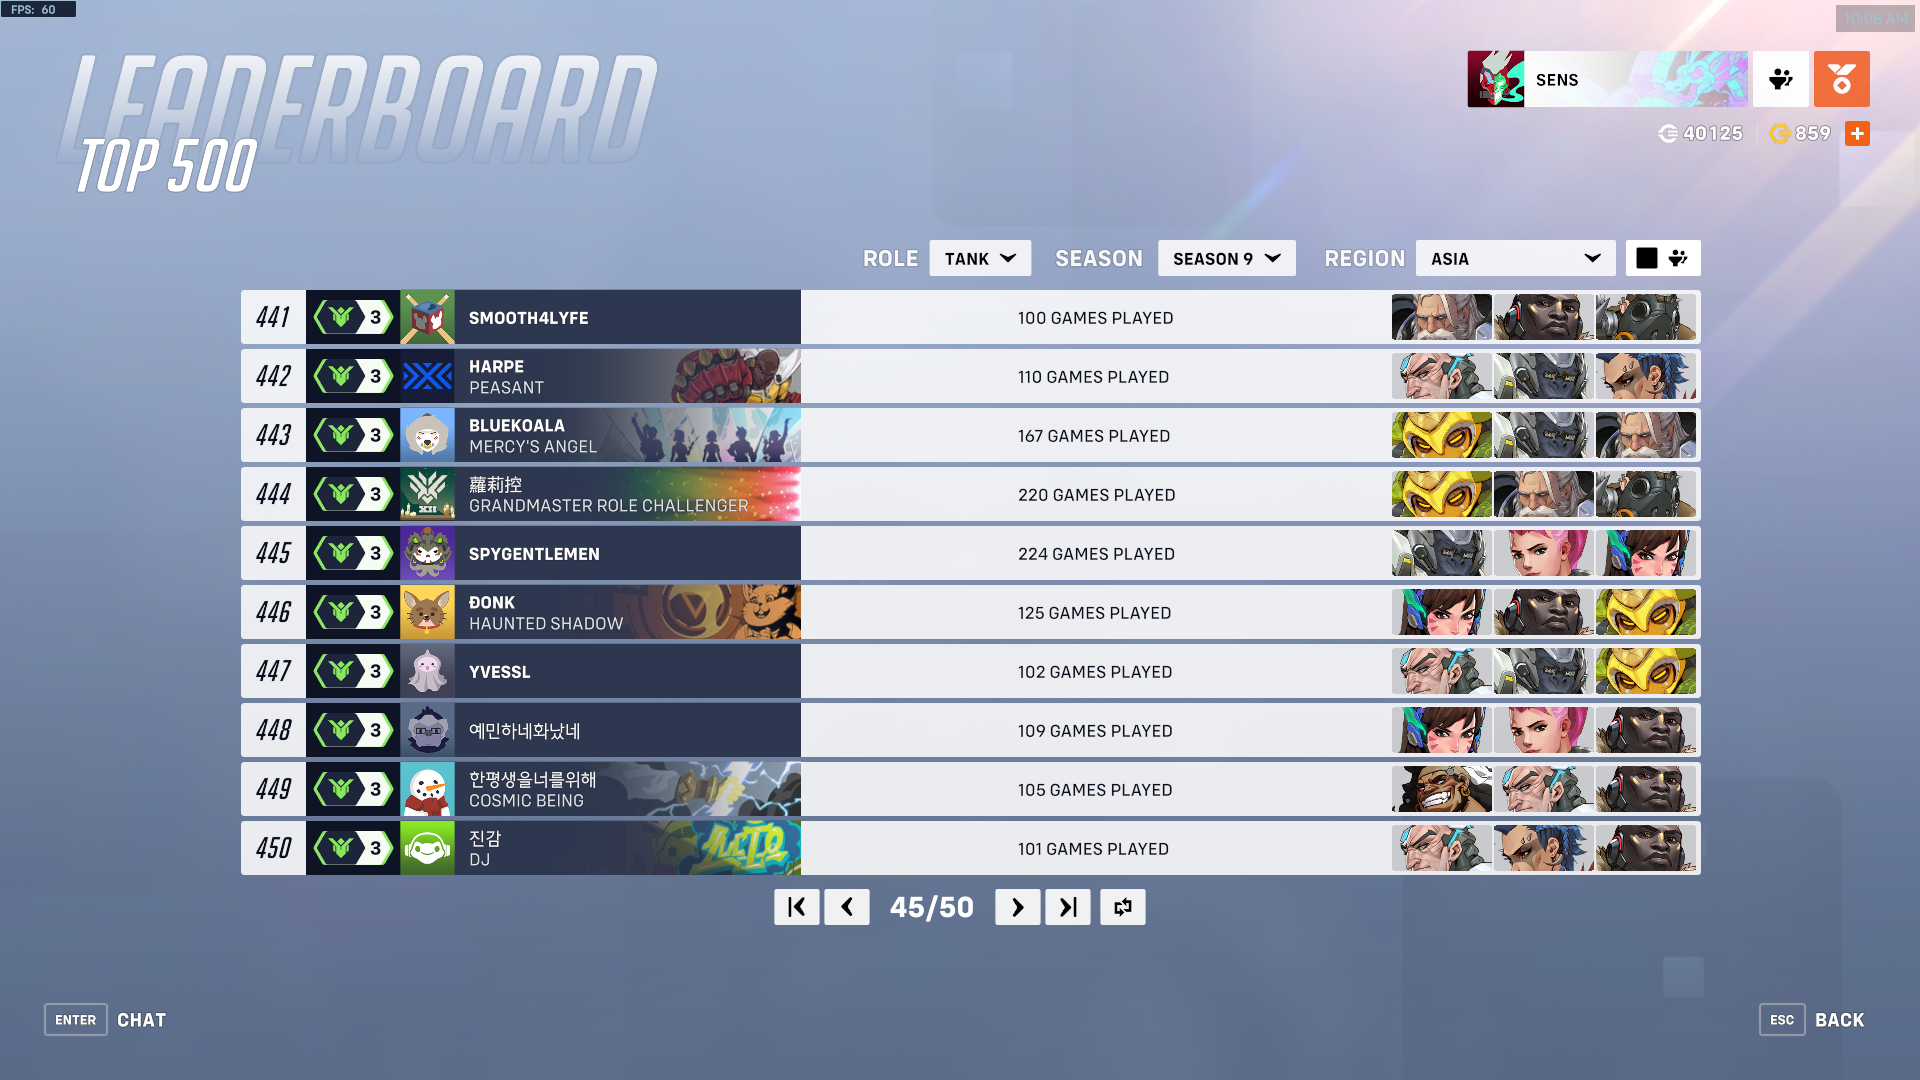 FPS: 60
10:08 AM
LEADERBOARD
TOP 500
SENS
40125
859
ROLE
TANK
SEASON
SEASON 9
REGION
ASIA
441 3 SMOOTH4LYFE 100 GAMES PLAYED
442 3 HARPE 110 GAMES PLAYED
PEASANT
443 3 BLUEKOALA 167 GAMES PLAYED
MERCY'S ANGEL
444 3 蘿莉控 220 GAMES PLAYED
XII GRANDMASTER ROLE CHALLENGER
445 3 SPYGENTLEMEN 224 GAMES PLAYED
446 3 ĐONK 125 GAMES PLAYED
HAUNTED SHADOW
447 3 YVESSL 102 GAMES PLAYED
448 3 예민하네화났네 109 GAMES PLAYED
449 3 한평생을너를위해 105 GAMES PLAYED
COSMIC BEING
450 3 진감 101 GAMES PLAYED
DJ
45/50
ENTER CHAT
ESC BACK